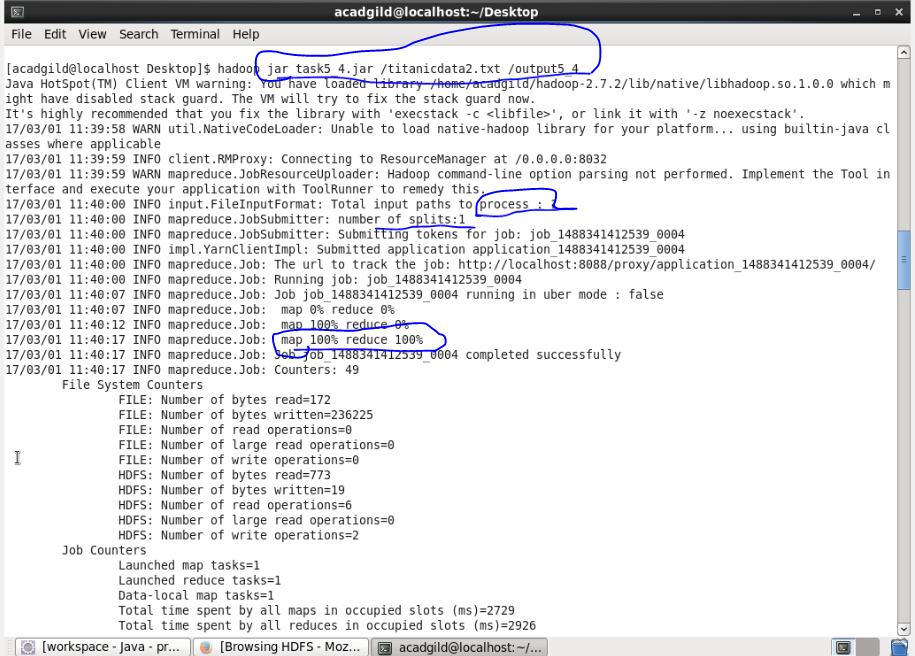 acadgild@localhost:~/Desktop
File Edit View Search Terminal Help
[acadgild@localhost Desktop]$ hadoop jar task5_4.jar /titanicdata2.txt /output5_4
Java HotSpot(TM) Client VM warning: You have loaded library /home/acadgild/hadoop-2.7.2/lib/native/libhadoop.so.1.0.0 which m
ight have disabled stack guard. The VM will try to fix the stack guard now.
It's highly recommended that you fix the library with 'execstack -c <libfile>', or link it with '-z noexecstack'.
17/03/01 11:39:58 WARN util.NativeCodeLoader: Unable to load native-hadoop library for your platform... using builtin-java cl
asses where applicable
17/03/01 11:39:59 INFO client.RMProxy: Connecting to ResourceManager at /0.0.0.0:8032
17/03/01 11:39:59 WARN mapreduce.JobResourceUploader: Hadoop command-line option parsing not performed. Implement the Tool in
terface and execute your application with ToolRunner to remedy this.
17/03/01 11:40:00 INFO input.FileInputFormat: Total input paths to process :
17/03/01 11:40:00 INFO mapreduce.JobSubmitter: number of splits:1
17/03/01 11:40:00 INFO mapreduce.JobSubmitter: Submitting tokens for job: job_1488341412539_0004
17/03/01 11:40:00 INFO impl.YarnClientImpl: Submitted application application_1488341412539_0004
17/03/01 11:40:00 INFO mapreduce.Job: The url to track the job: http://localhost:8088/proxy/application_1488341412539_0004/
17/03/01 11:40:00 INFO mapreduce.Job: Running job: job_1488341412539_0004
17/03/01 11:40:07 INFO mapreduce.Job: Job job_1488341412539_0004 running in uber mode : false
17/03/01 11:40:07 INFO mapreduce.Job:  map 0% reduce 0%
17/03/01 11:40:12 INFO mapreduce.Job:  map 100% reduce 0%
17/03/01 11:40:17 INFO mapreduce.Job:  map 100% reduce 100%
17/03/01 11:40:17 INFO mapreduce.Job: Job job_1488341412539_0004 completed successfully
17/03/01 11:40:17 INFO mapreduce.Job: Counters: 49
File System Counters
FILE: Number of bytes read=172
FILE: Number of bytes written=236225
FILE: Number of read operations=0
FILE: Number of large read operations=0
FILE: Number of write operations=0
HDFS: Number of bytes read=773
HDFS: Number of bytes written=19
HDFS: Number of read operations=6
HDFS: Number of large read operations=0
HDFS: Number of write operations=2
Job Counters
Launched map tasks=1
Launched reduce tasks=1
Data-local map tasks=1
Total time spent by all maps in occupied slots (ms)=2729
Total time spent by all reduces in occupied slots (ms)=2926
[workspace - Java - pr... [Browsing HDFS - Moz... acadgild@localhost:~/...